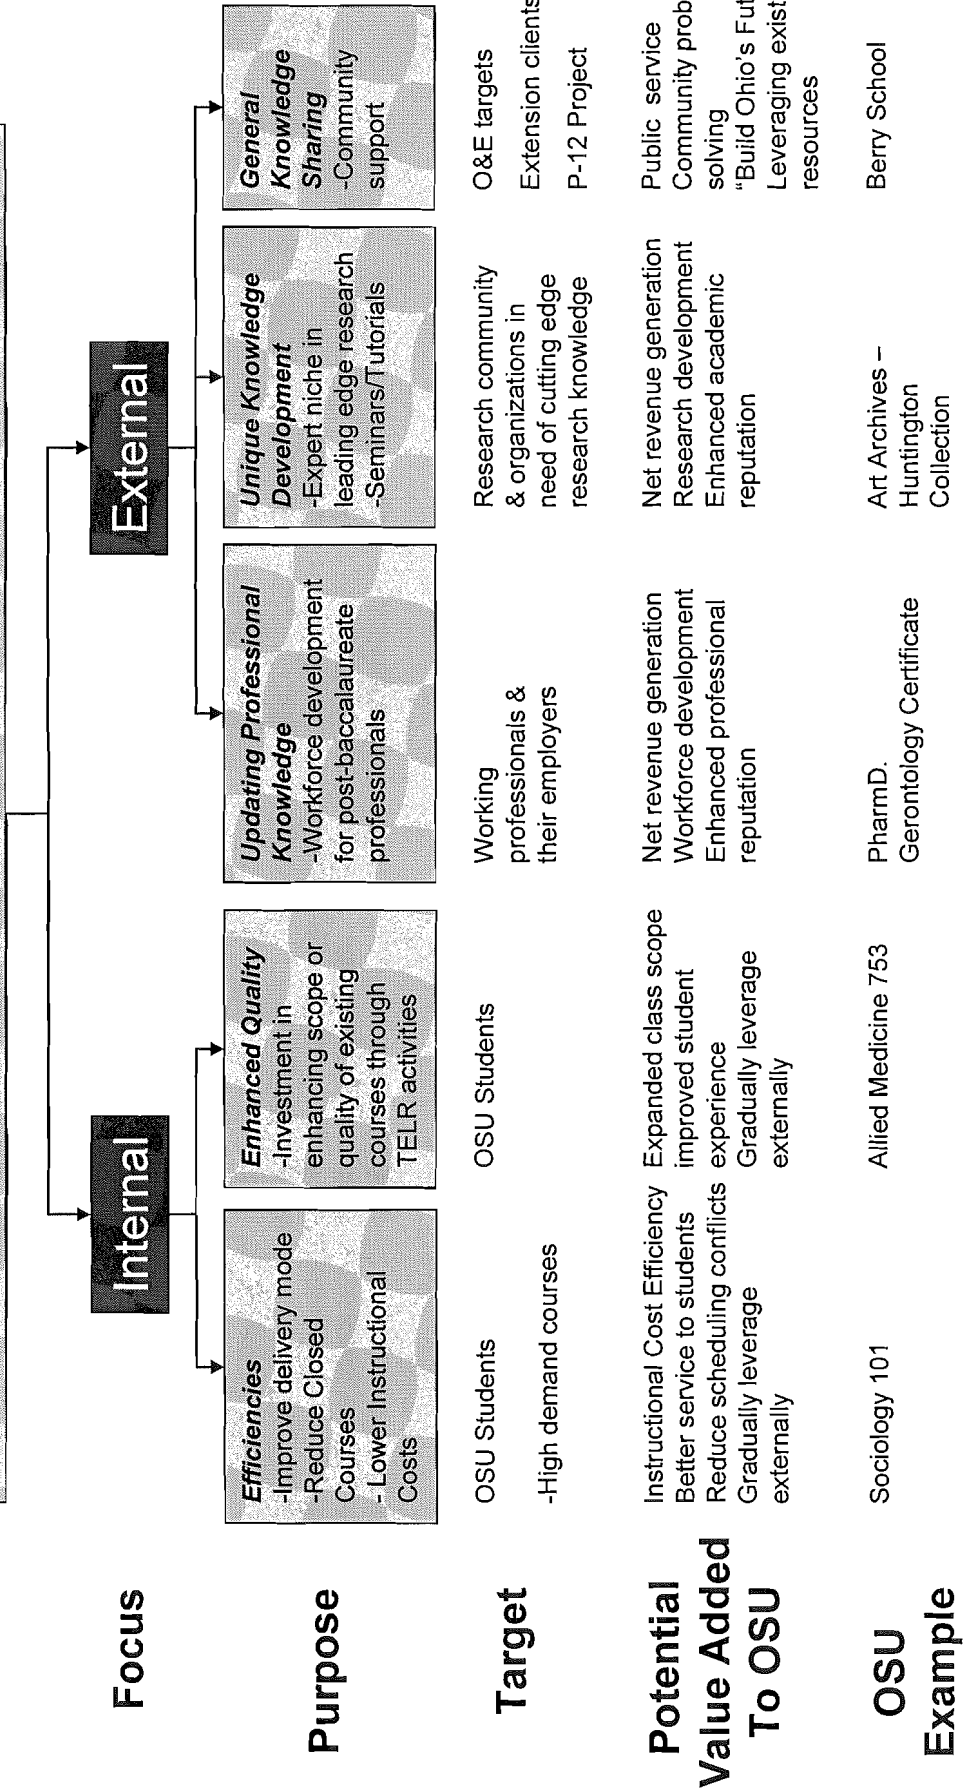 Focus
Internal
External
Purpose
Efficiencies
-Improve delivery mode
-Reduce Closed
Courses
- Lower Instructional
Costs
Enhanced Quality
-Investment in
enhancing scope or
quality of existing
courses through
TELR activities
Updating Professional
Knowledge
-Workforce development
for post-baccalaureate
professionals
Unique Knowledge
Development
-Expert niche in
leading edge research
-Seminars/Tutorials
General
Knowledge
Sharing
-Community
support
Target
OSU Students
-High demand courses
OSU Students
Working
professionals &
their employers
Research community
& organizations in
need of cutting edge
research knowledge
O&E targets
Extension clients
P-12 Project
Potential
Value Added
To OSU
Instructional Cost Efficiency
Better service to students
Reduce scheduling conflicts
Gradually leverage
externally
Expanded class scope
improved student
experience
Gradually leverage
externally
Net revenue generation
Workforce development
Enhanced professional
reputation
Net revenue generation
Research development
Enhanced academic
reputation
Public service
Community prob
solving
“Build Ohio's Fut
Leveraging exist
resources
OSU
Example
Sociology 101
Allied Medicine 753
PharmD.
Gerontology Certificate
Art Archives –
Huntington
Collection
Berry School